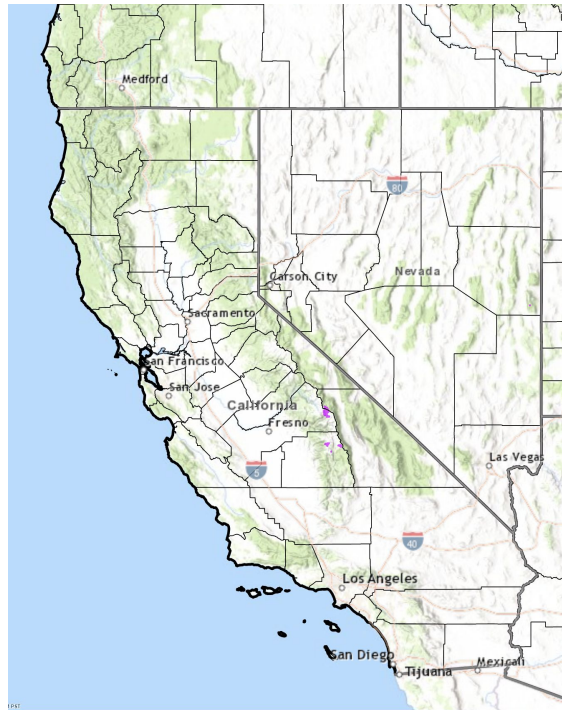 Medford
80
Carson City
Nevada
Sacramento
San Francisco
San Jose
California
Fresno
Las Vegas
5
40
Los Angeles
San Diego
Tijuana
Mexicali